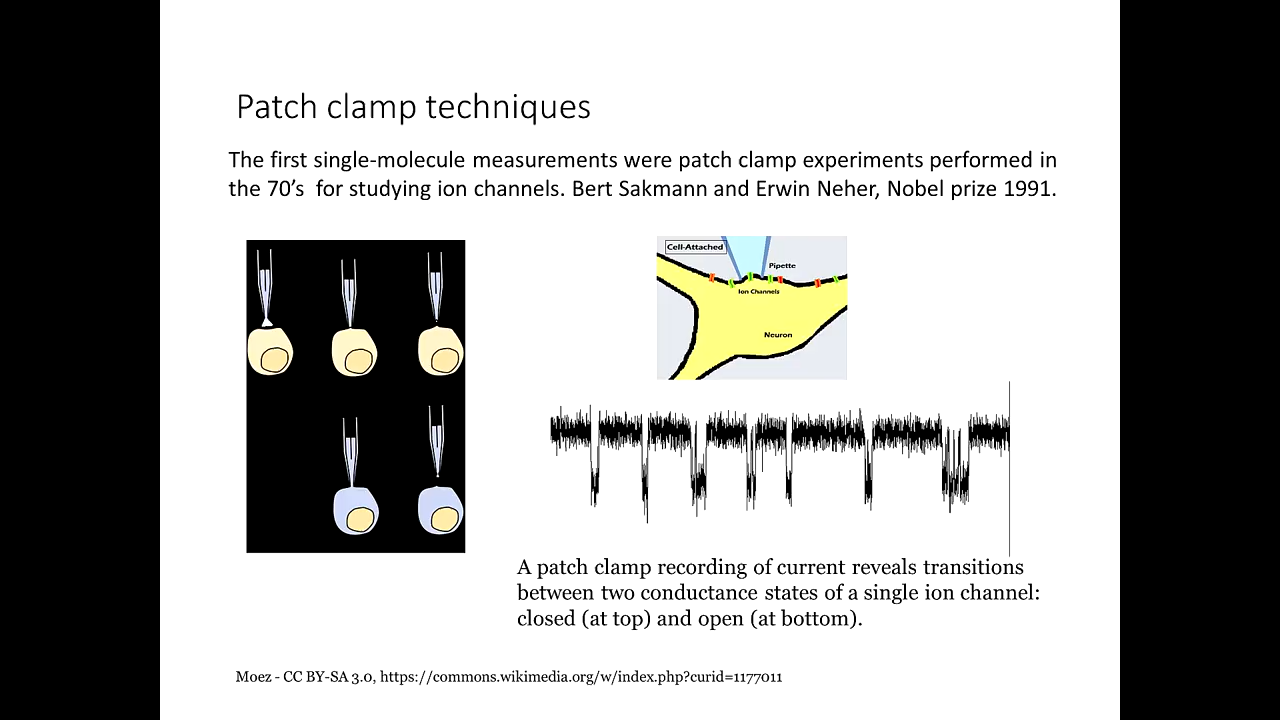 Patch clamp techniques
The first single-molecule measurements were patch clamp experiments performed in
the 70’s  for studying ion channels. Bert Sakmann and Erwin Neher, Nobel prize 1991.
Cell-Attached
Pipette
Ion Channels
Neuron
A patch clamp recording of current reveals transitions
between two conductance states of a single ion channel:
closed (at top) and open (at bottom).
Moez - CC BY-SA 3.0, https://commons.wikimedia.org/w/index.php?curid=1177011